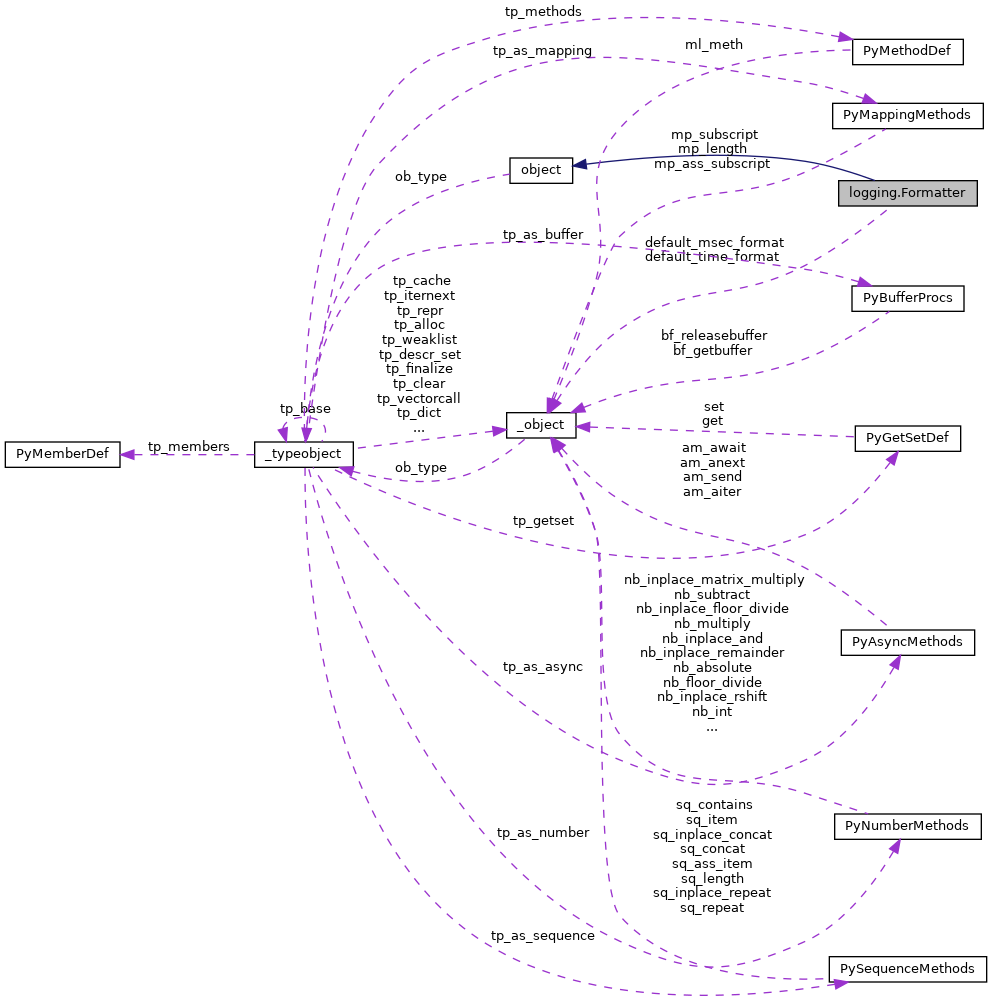 tp_methods
PyMethodDef
ml_meth
tp_as_mapping
PyMappingMethods
mp_subscript
mp_length
mp_ass_subscript
object
ob_type
logging.Formatter
tp_as_buffer
default_msec_format
default_time_format
PyBufferProcs
tp_cache
tp_iternext
tp_repr
tp_alloc
tp_weaklist
tp_descr_set
tp_finalize
tp_clear
tp_vectorcall
tp_dict
...
bf_releasebuffer
bf_getbuffer
tp_base
_object
set
get
PyGetSetDef
PyMemberDef
tp_members
_typeobject
ob_type
am_await
am_anext
am_send
am_aiter
tp_getset
nb_inplace_matrix_multiply
nb_subtract
nb_inplace_floor_divide
nb_multiply
nb_inplace_and
nb_inplace_remainder
nb_absolute
nb_floor_divide
nb_inplace_rshift
nb_int
...
PyAsyncMethods
tp_as_async
sq_contains
sq_item
sq_inplace_concat
sq_concat
sq_ass_item
sq_length
sq_inplace_repeat
sq_repeat
PyNumberMethods
tp_as_number
tp_as_sequence
PySequenceMethods